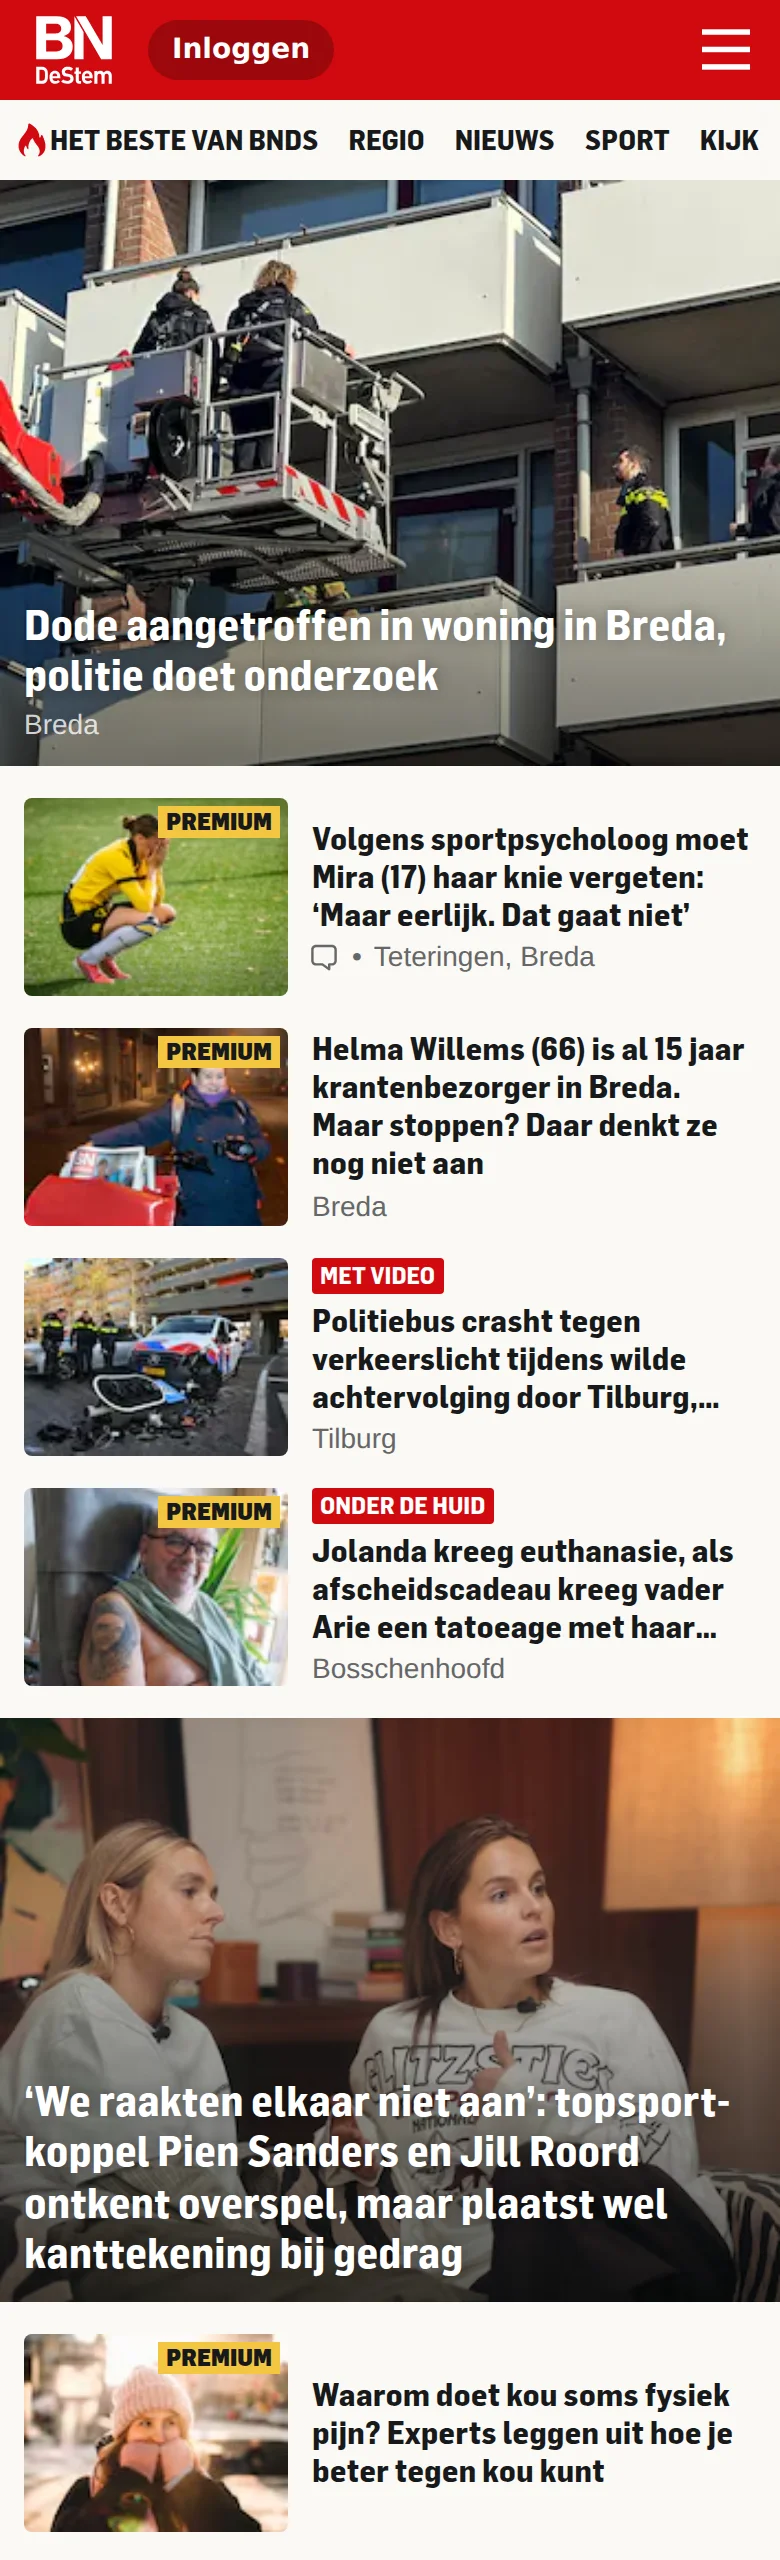 BN
DeStem
Inloggen
HET BESTE VAN BNDS REGIO NIEUWS SPORT KIJK
Dode aangetroffen in woning in Breda,
politie doet onderzoek
Breda
PREMIUM
Volgens sportpsycholoog moet
Mira (17) haar knie vergeten:
‘Maar eerlijk. Dat gaat niet’
• Teteringen, Breda
PREMIUM
BN
Helma Willems (66) is al 15 jaar
krantenbezorger in Breda.
Maar stoppen? Daar denkt ze
nog niet aan
Breda
MET VIDEO
Politiebus crasht tegen
verkeerslicht tijdens wilde
achtervolging door Tilburg,...
Tilburg
PREMIUM
ONDER DE HUID
Jolanda kreeg euthanasie, als
afscheidscadeau kreeg vader
Arie een tatoeage met haar...
Bosschenhoofd
NATIONAL
‘We raakten elkaar niet aan’: topsport-
koppel Pien Sanders en Jill Roord
ontkent overspel, maar plaatst wel
kanttekening bij gedrag
PREMIUM
Waarom doet kou soms fysiek
pijn? Experts leggen uit hoe je
beter tegen kou kunt